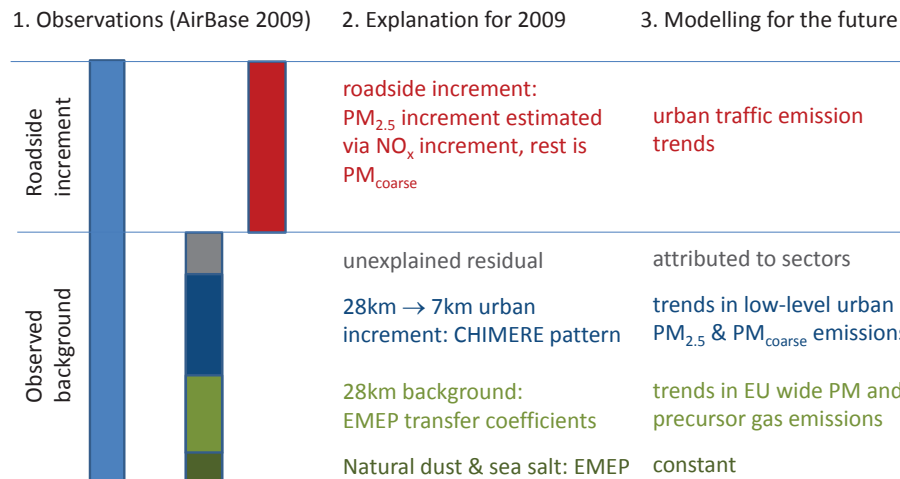 1. Observations (AirBase 2009) 2. Explanation for 2009 3. Modelling for the future
Roadside
increment
roadside increment:
PM2.5 increment estimated
via NOx increment, rest is
PMcoarse
urban traffic emission
trends
Observed
background
unexplained residual
attributed to sectors
28km → 7km urban
increment: CHIMERE pattern
trends in low-level urban
PM2.5 & PMcoarse emissions
28km background:
EMEP transfer coefficients
trends in EU wide PM and
precursor gas emissions
Natural dust & sea salt: EMEP
constant